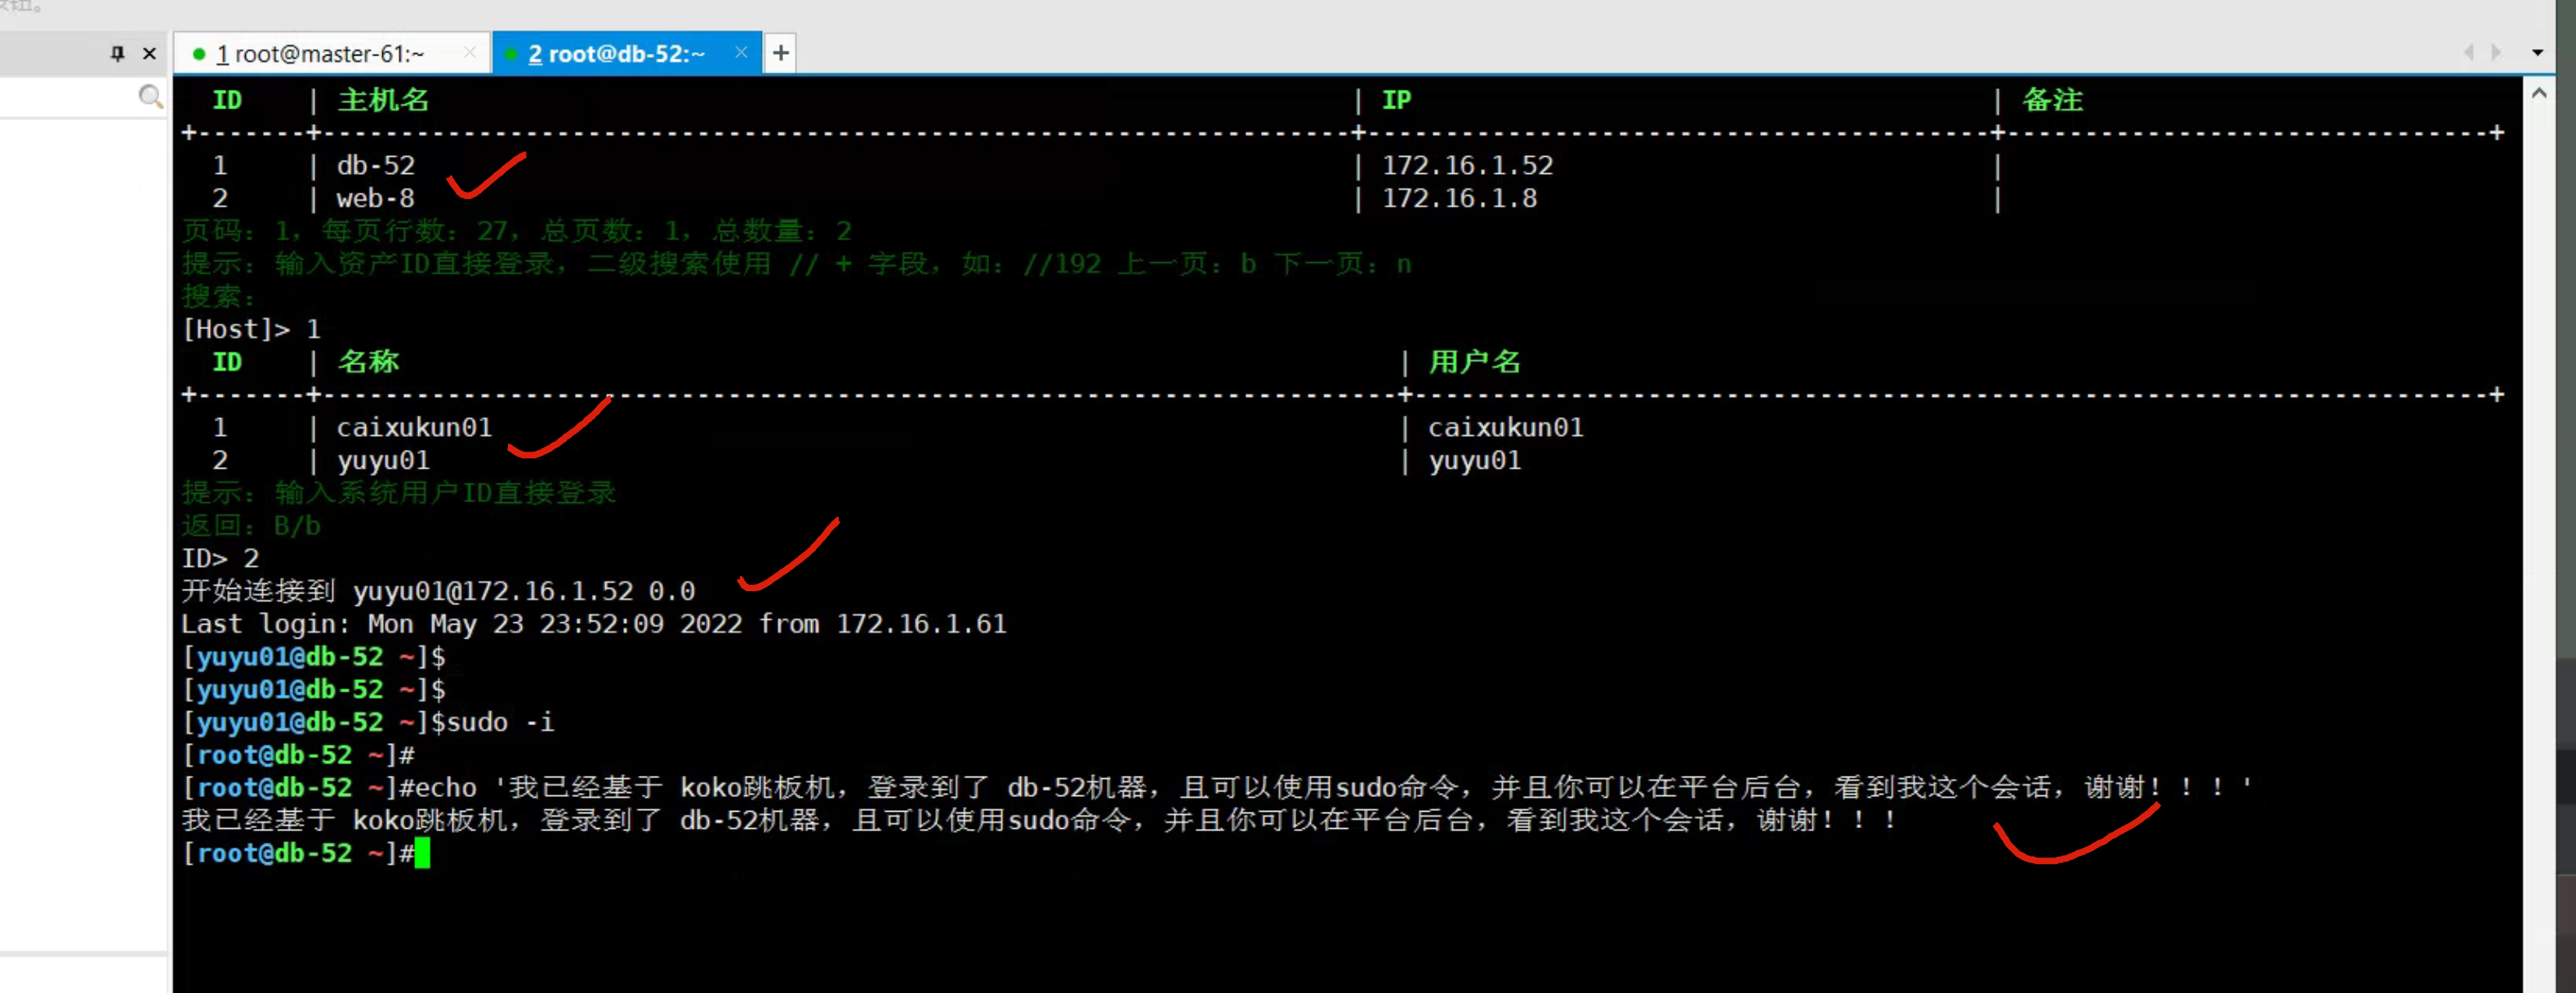 钮。
1 root@master-61:~ × 2 root@db-52:~ × +
ID | 主机名 | IP | 备注
+-------+-------------------------------------------------------------------+----------------------------------------+-------------------------------+
1 | db-52 | 172.16.1.52 |
2 | web-8 | 172.16.1.8 |
页码：1，每页行数：27，总页数：1，总数量：2
提示：输入资产ID直接登录，二级搜索使用 // + 字段，如：//192 上一页：b 下一页：n
搜索：
[Host]> 1
ID | 名称 | 用户名
+-------+----------------------------------------------------------------------+----------------------------------------------------------------------+
1 | caixukun01 | caixukun01
2 | yuyu01 | yuyu01
提示：输入系统用户ID直接登录
返回：B/b
ID> 2
开始连接到 yuyu01@172.16.1.52 0.0
Last login: Mon May 23 23:52:09 2022 from 172.16.1.61
[yuyu01@db-52 ~]$
[yuyu01@db-52 ~]$
[yuyu01@db-52 ~]$sudo -i
[root@db-52 ~]#
[root@db-52 ~]#echo '我已经基于 koko跳板机，登录到了 db-52机器，且可以使用sudo命令，并且你可以在平台后台，看到我这个会话，谢谢！！！'
我已经基于 koko跳板机，登录到了 db-52机器，且可以使用sudo命令，并且你可以在平台后台，看到我这个会话，谢谢！！！
[root@db-52 ~]#